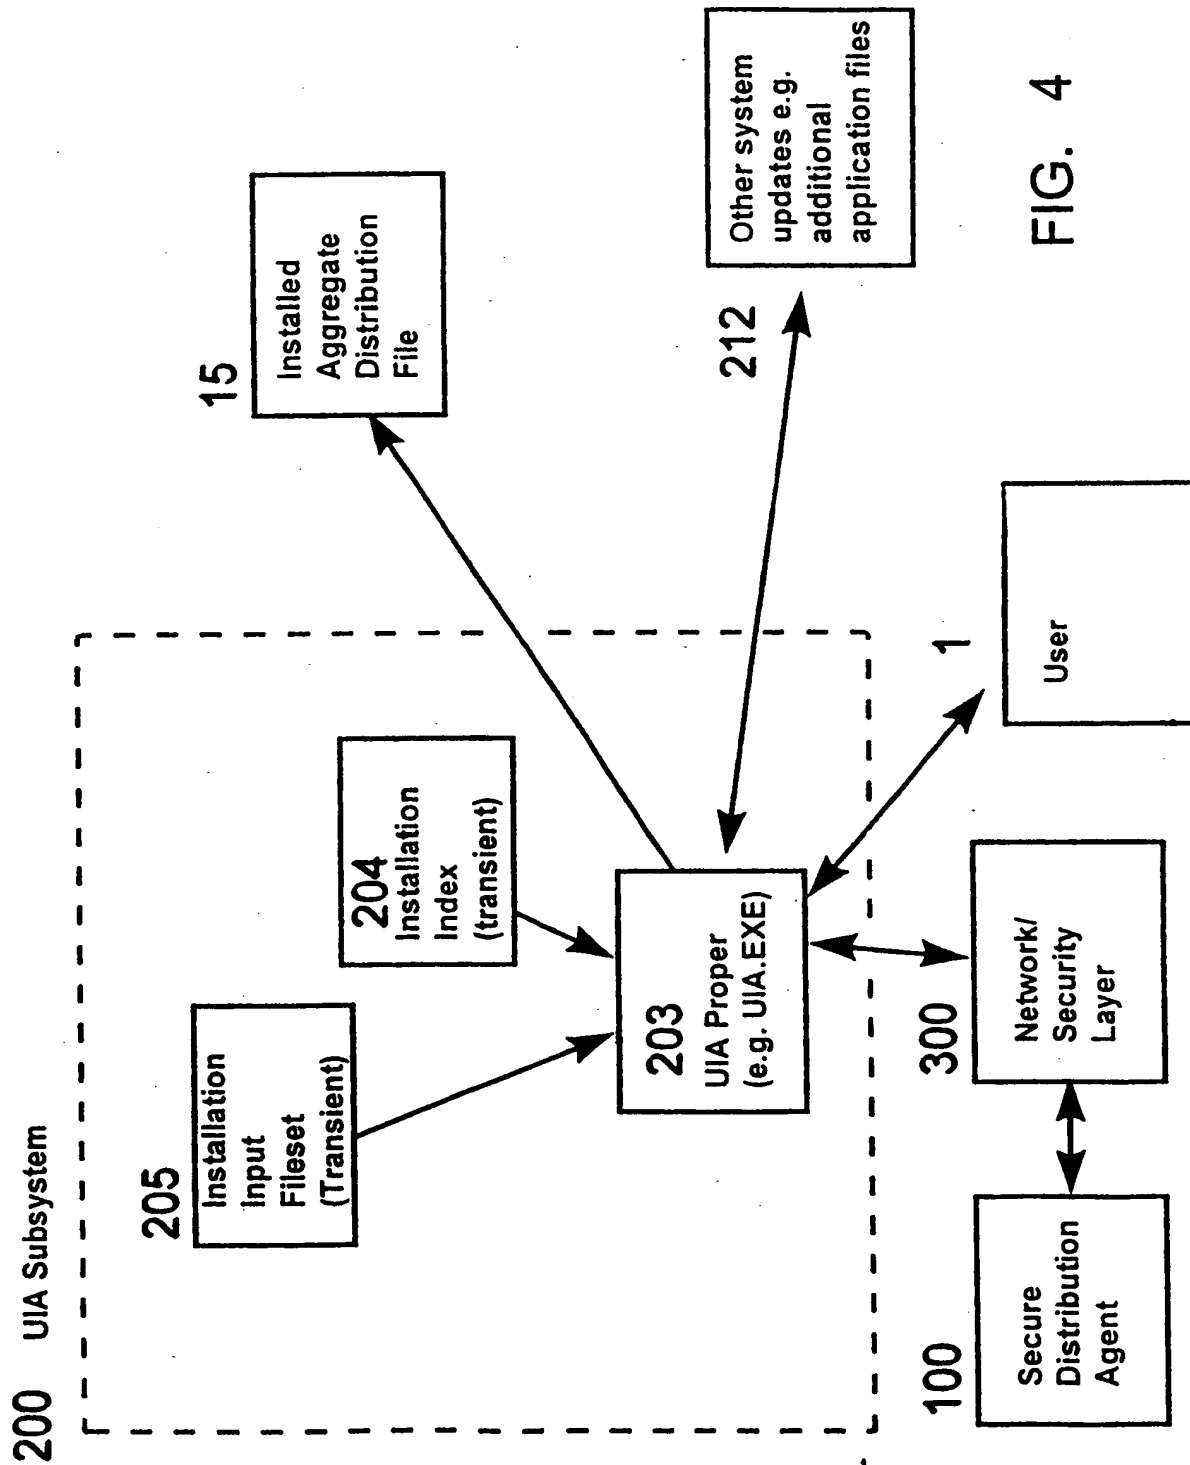 200 UIA Subsystem
205
Installation
Input
Fileset
(Transient)
204
Installation
Index
(transient)
15
Installed
Aggregate
Distribution
File
203
UIA Proper
(e.g. UIA.EXE)
212
Other system
updates e.g.
additional
application files
100
Secure
Distribution
Agent
300
Network/
Security
Layer
1
User
FIG. 4